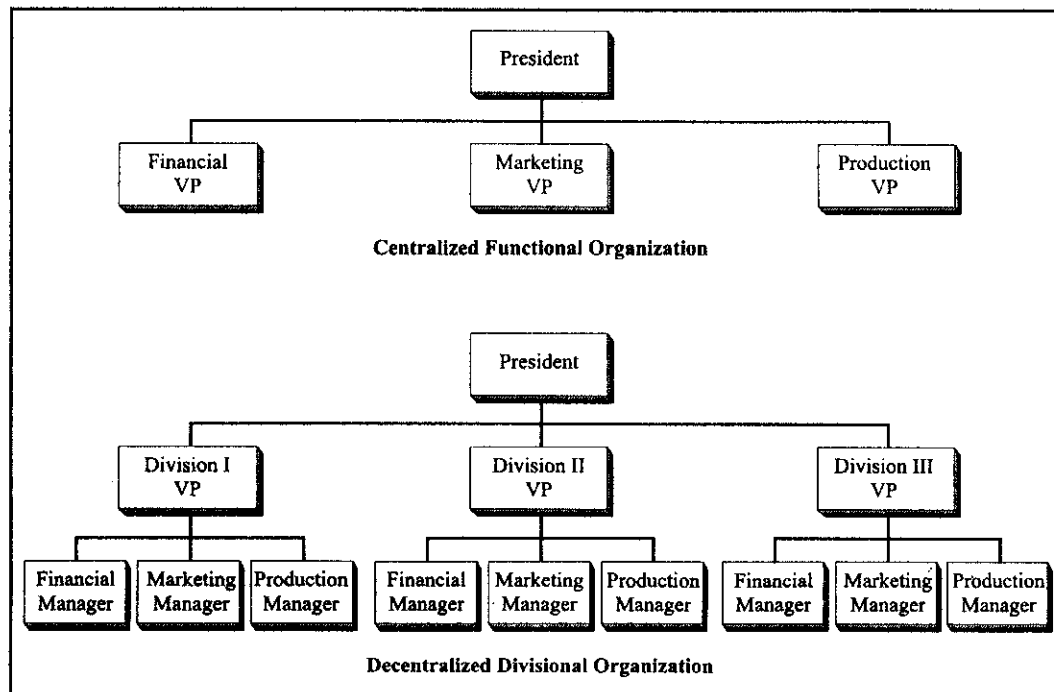 President
Financial
VP
Marketing
VP
Production
VP
Centralized Functional Organization
President
Division I
VP
Division II
VP
Division III
VP
Financial
Manager
Marketing
Manager
Production
Manager
Financial
Manager
Marketing
Manager
Production
Manager
Financial
Manager
Marketing
Manager
Production
Manager
Decentralized Divisional Organization